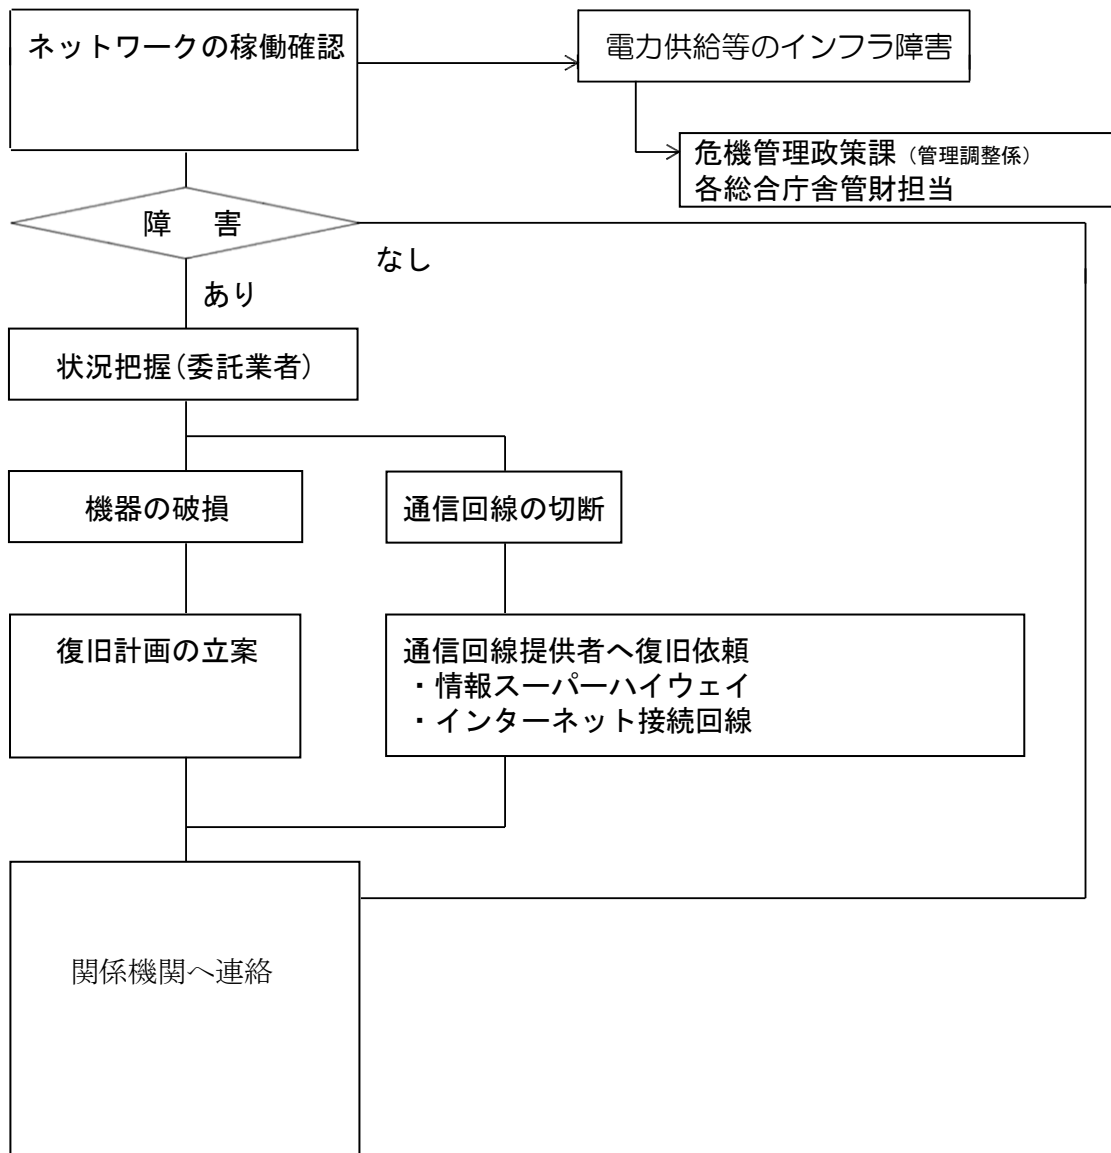 ネットワークの稼働確認
電力供給等のインフラ障害
危機管理政策課（管理調整係）
各総合庁舎管財担当
障　害
なし
あり
状況把握（委託業者）
機器の破損
通信回線の切断
復旧計画の立案
通信回線提供者へ復旧依頼
・情報スーパーハイウェイ
・インターネット接続回線
関係機関へ連絡